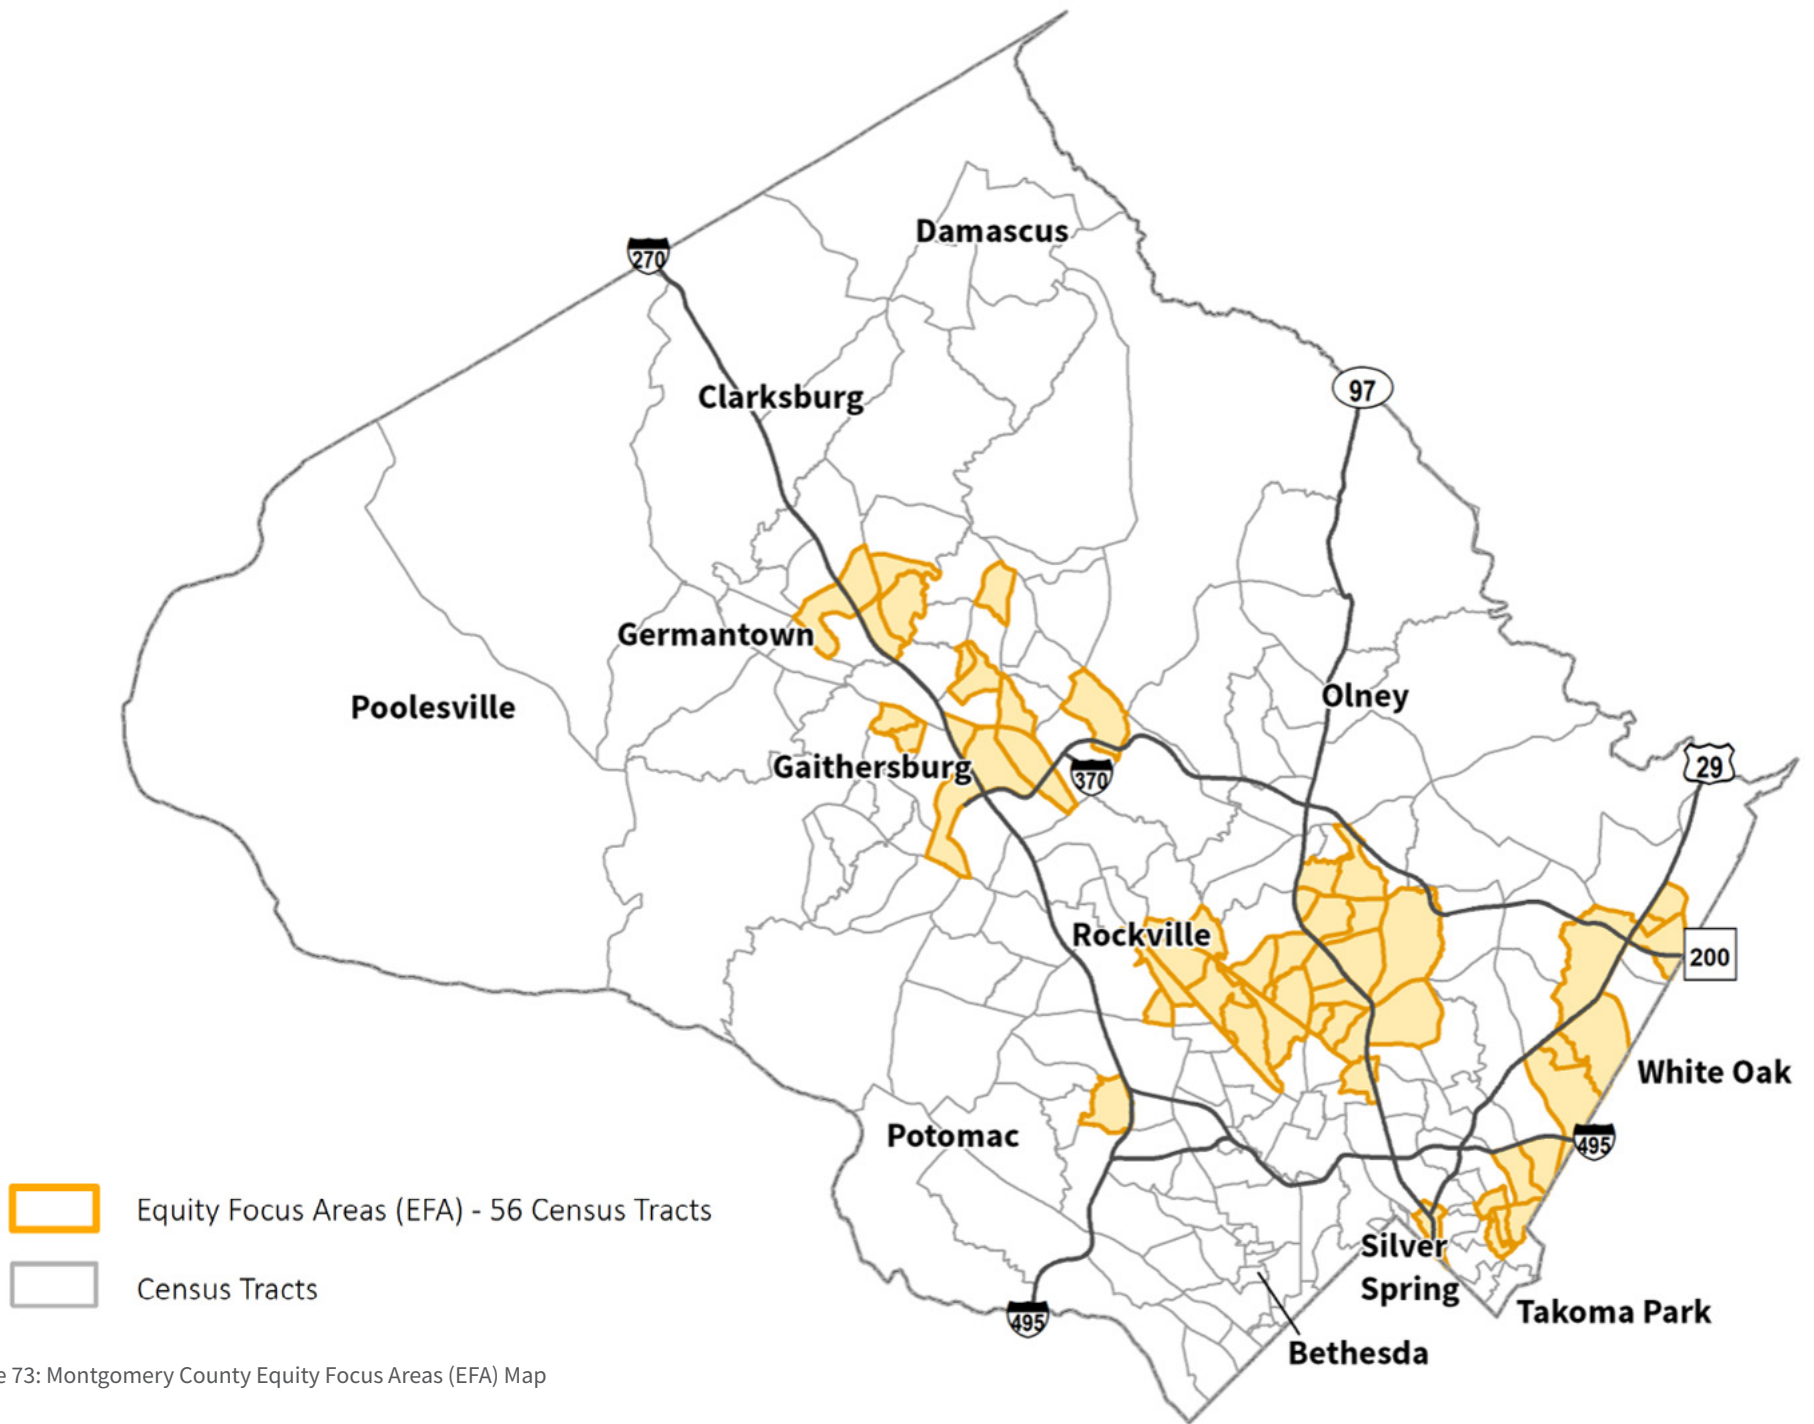 Damascus
270
Clarksburg
97
Germantown
Olney
Poolesville
Gaithersburg
370
29
Rockville
200
White Oak
Potomac
495
Equity Focus Areas (EFA) - 56 Census Tracts
Silver
Spring
Census Tracts
Takoma Park
495
Bethesda
73: Montgomery County Equity Focus Areas (EFA) Map